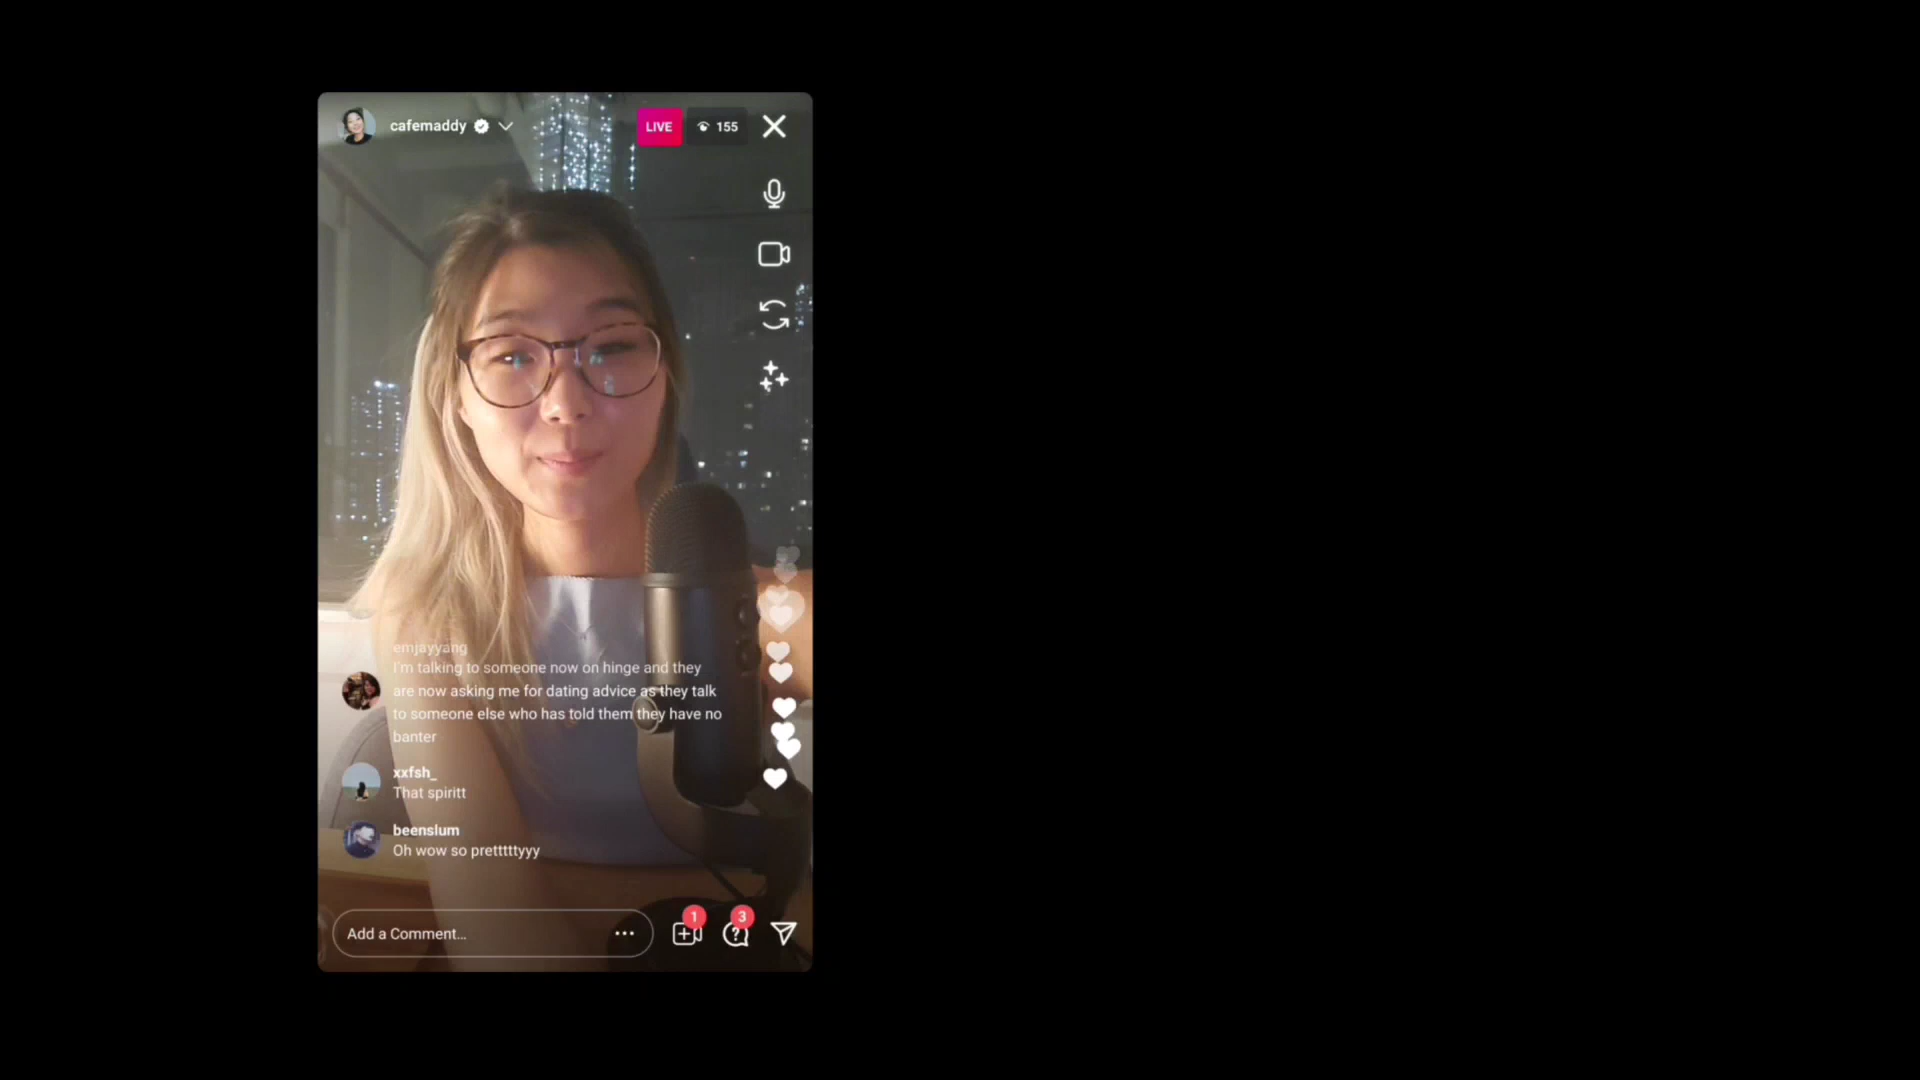 cafemaddy
LIVE
155
emjayyang
I'm talking to someone now on hinge and they
are now asking me for dating advice as they talk
to someone else who has told them they have no
banter
xxfsh_
That spiritt
beenslum
Oh wow so pretttttyyy
Add a Comment...
1
3